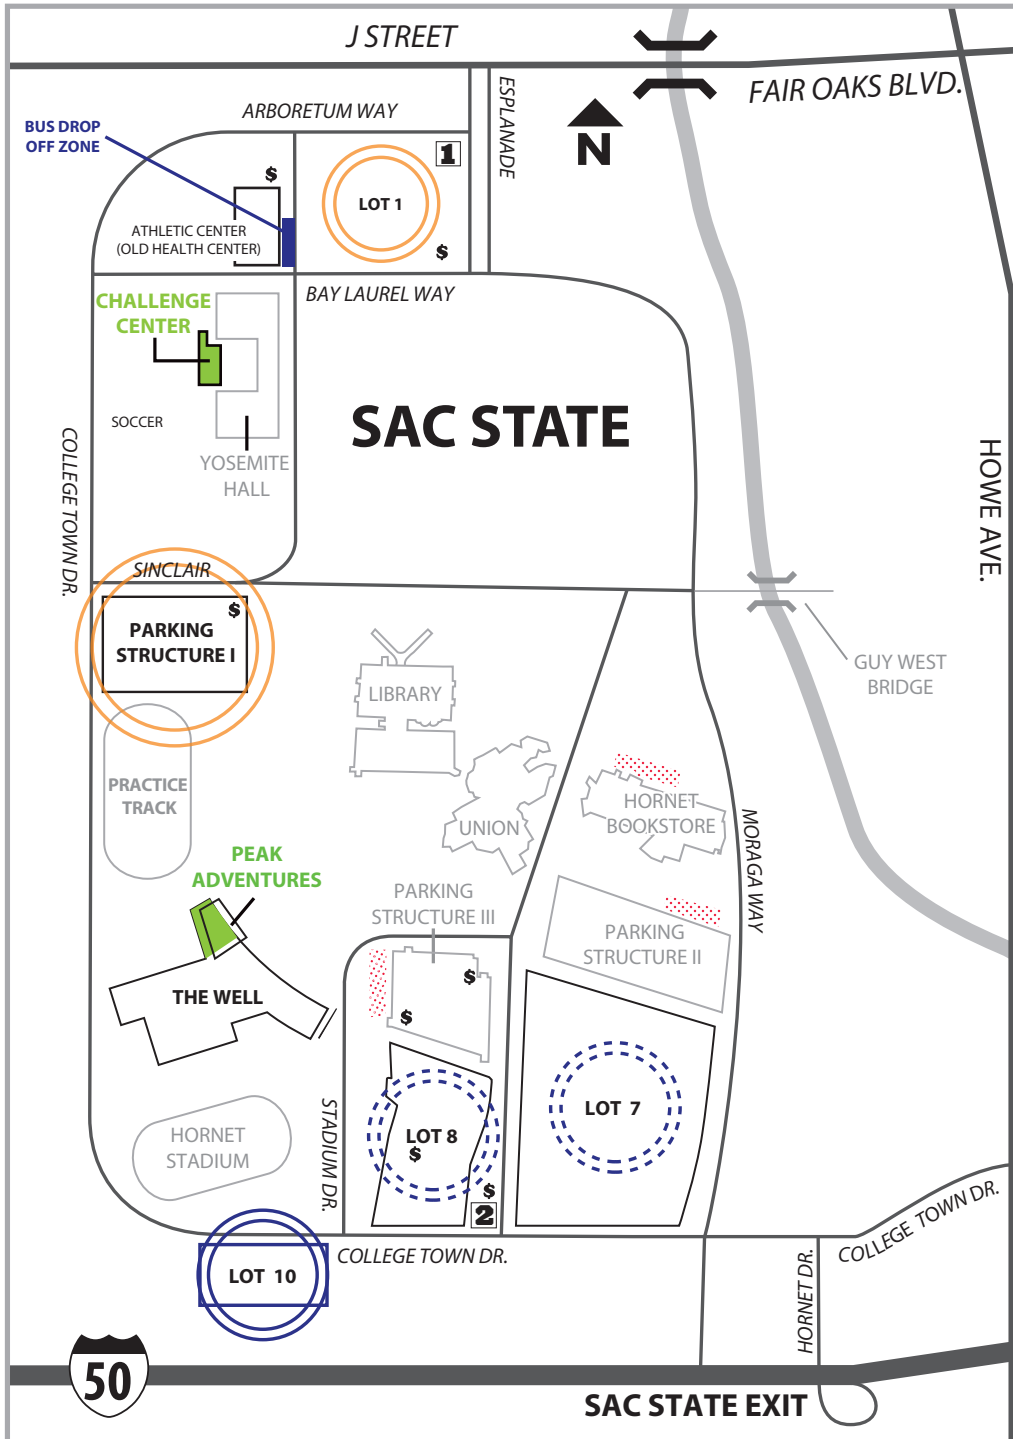 J STREET
FAIR OAKS BLVD.
ARBORETUM WAY
ESPLANADE
BUS DROP
OFF ZONE
N
1
$
LOT 1
$
ATHLETIC CENTER
(OLD HEALTH CENTER)
BAY LAUREL WAY
CHALLENGE
CENTER
SOCCER
SAC STATE
YOSEMITE
HALL
COLLEGE TOWN DR.
HOWE AVE.
SINCLAIR
$
PARKING
STRUCTURE I
GUY WEST
BRIDGE
LIBRARY
PRACTICE
TRACK
UNION
HORNET
BOOKSTORE
MORAGA WAY
PEAK
ADVENTURES
PARKING
STRUCTURE III
PARKING
STRUCTURE II
$
$
THE WELL
LOT 7
LOT 8
$
$
2
STADIUM DR.
HORNET
STADIUM
COLLEGE TOWN DR.
COLLEGE TOWN DR.
HORNET DR.
LOT 10
50
SAC STATE EXIT